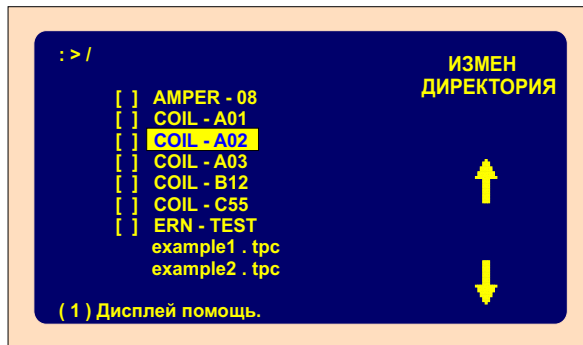 : > /
ИЗМЕН
ДИРЕКТОРИЯ
[ ] AMPER - 08
[ ] COIL - A01
[ ] COIL - A02
[ ] COIL - A03
[ ] COIL - B12
[ ] COIL - C55
[ ] ERN - TEST
example1 . tpc
example2 . tpc
( 1 ) Дисплей помощь.